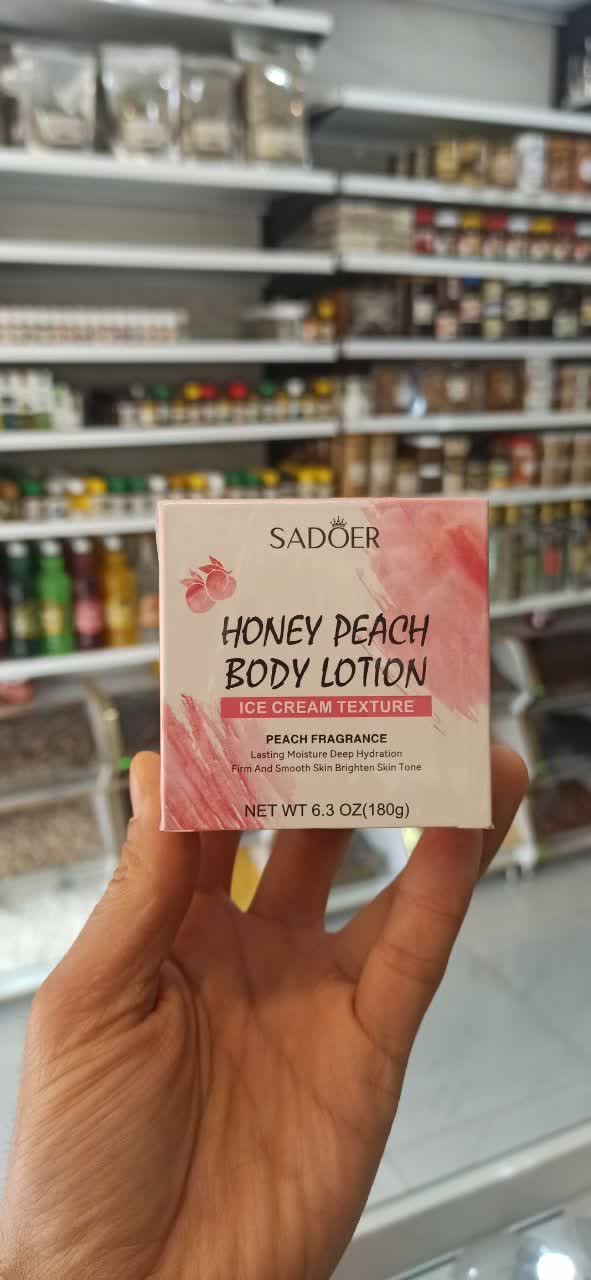 SADOER
HONEY PEACH
BODY LOTION
ICE CREAM TEXTURE
PEACH FRAGRANCE
Lasting Moisture Deep Hydration
Firm And Smooth Skin Brighten Skin Tone
NET WT 6.3 OZ(180g)